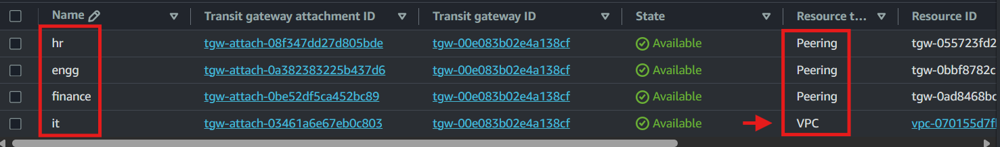 Name Transit gateway attachment ID Transit gateway ID State Resource t... Resource ID
hr tgw-attach-08f347dd27d805bde tgw-00e083b02e4a138cf Available Peering tgw-055723fd2
engg tgw-attach-0a382383225b437d6 tgw-00e083b02e4a138cf Available Peering tgw-0bbf8782c
finance tgw-attach-0be52df5ca452bc89 tgw-00e083b02e4a138cf Available Peering tgw-0ad8468bc
it tgw-attach-03461a6e67eb0c803 tgw-00e083b02e4a138cf Available VPC vpc-070155d7fl